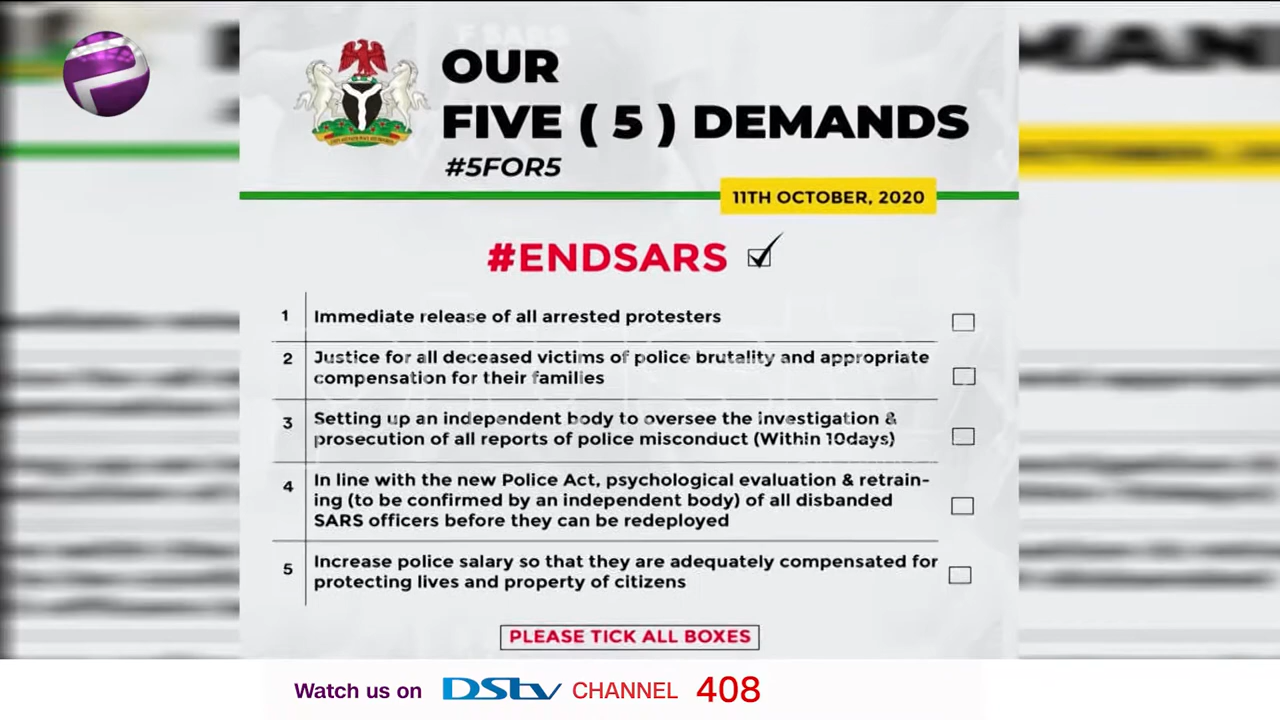 OUR
FIVE ( 5 ) DEMANDS
#5FOR5
11TH OCTOBER, 2020
#ENDSARS
1 Immediate release of all arrested protesters
2 Justice for all deceased victims of police brutality and appropriate
compensation for their families
3 Setting up an independent body to oversee the investigation &
prosecution of all reports of police misconduct (Within 10days)
4 In line with the new Police Act, psychological evaluation & retrain-
ing (to be confirmed by an independent body) of all disbanded
SARS officers before they can be redeployed
5 Increase police salary so that they are adequately compensated for
protecting lives and property of citizens
PLEASE TICK ALL BOXES
Watch us on DStv CHANNEL 408